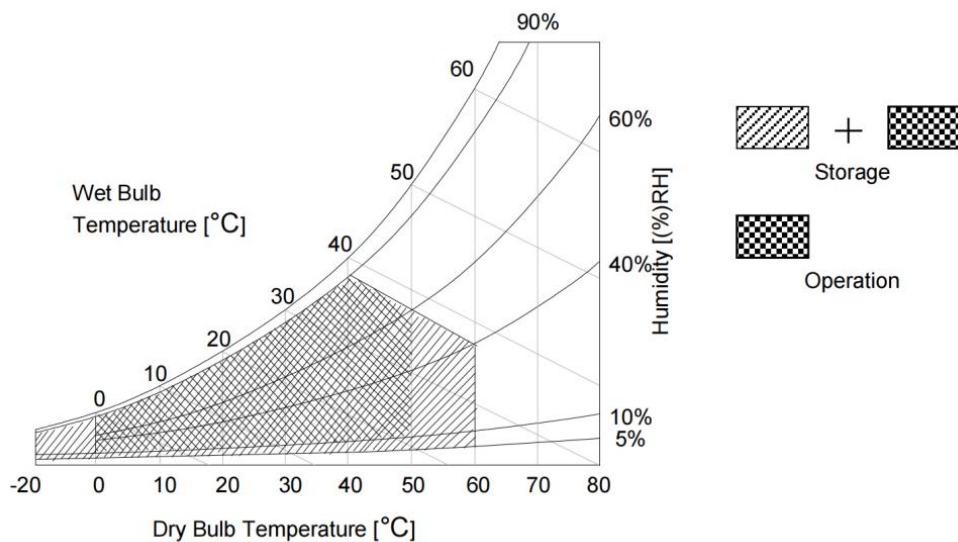 90%
60
60%
50
Wet Bulb
Temperature [°C]
40
40%
30
20
10
0
10%
5%
Humidity [(%)RH
-20 0 10 20 30 40 50 60 70 80
Dry Bulb Temperature [°C]
+
Storage
Operation